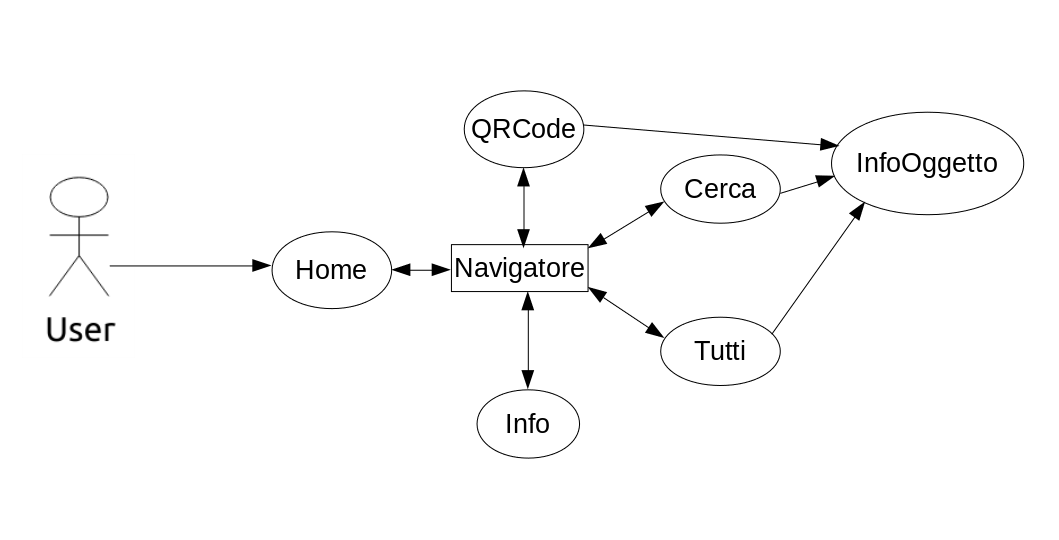 QRCode
InfoOggetto
Cerca
Home
Navigatore
User
Tutti
Info